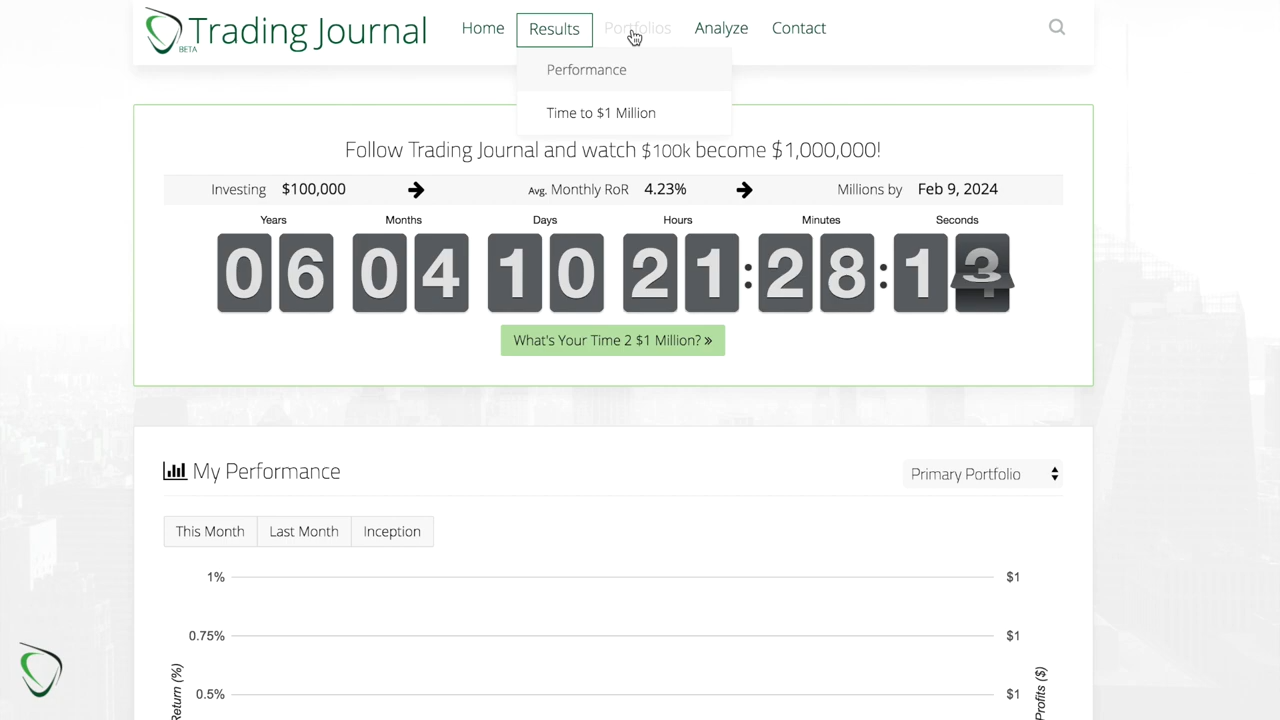 Trading Journal
BETA
Home Results Portfolios Analyze Contact
Performance
Time to $1 Million
Follow Trading Journal and watch $100k become $1,000,000!
Investing $100,000 Avg. Monthly RoR 4.23% Millions by Feb 9, 2024
Years Months Days Hours Minutes Seconds
06 04 10 21:28:13
What's Your Time 2 $1 Million? »
My Performance
Primary Portfolio
This Month Last Month Inception
1% $1
0.75% $1
0.5% $1
Return (%)
Profits ($)